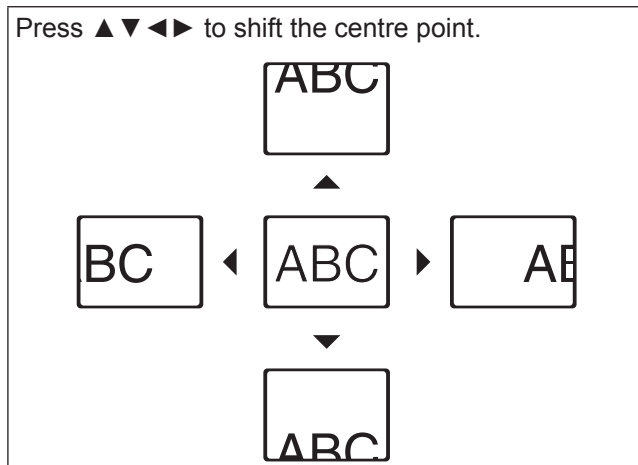 Press ▲▼◄► to shift the centre point.
ABC
BC
ABC
AB
ABC